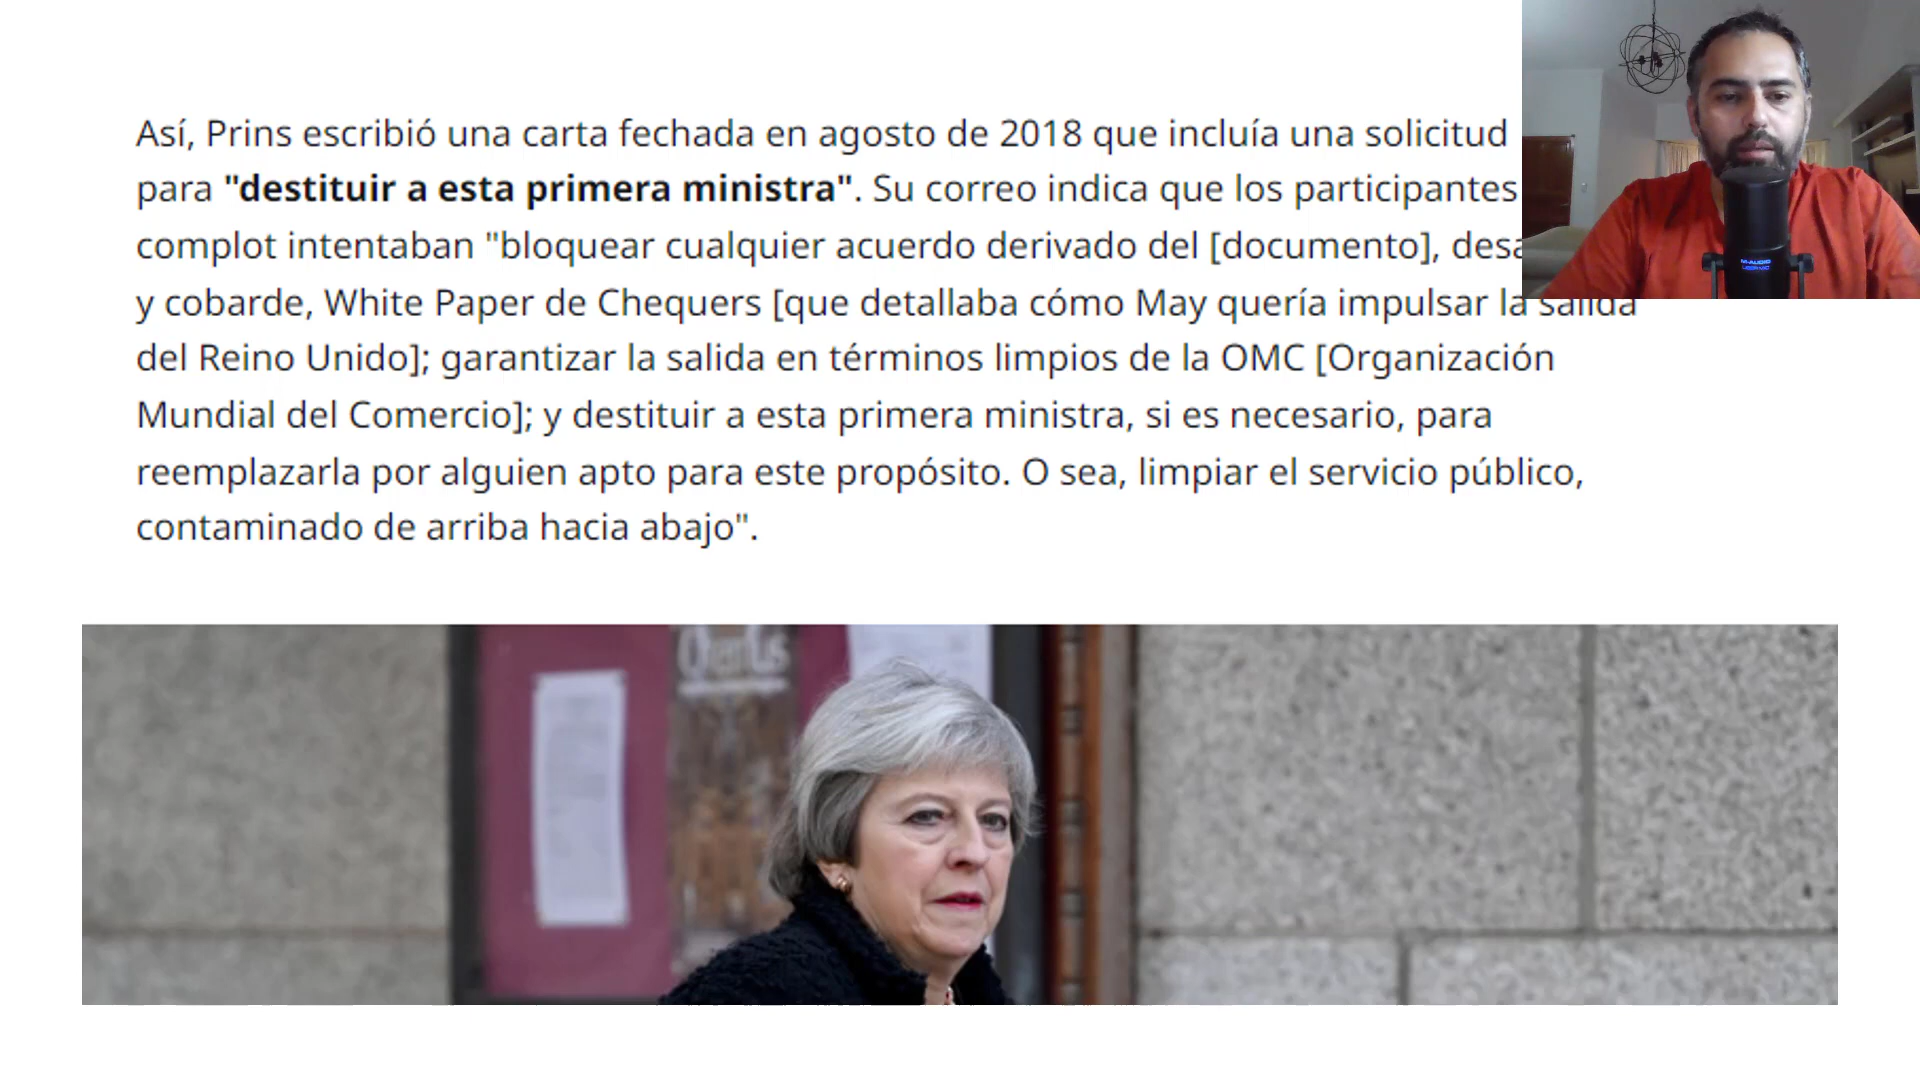 Así, Prins escribió una carta fechada en agosto de 2018 que incluía una solicitud
para "destituir a esta primera ministra". Su correo indica que los participantes
complot intentaban "bloquear cualquier acuerdo derivado del [documento],
y cobarde, White Paper de Chequers [que detallaba cómo May quería impulsar la salida
del Reino Unido]; garantizar la salida en términos limpios de la OMC [Organización
Mundial del Comercio]; y destituir a esta primera ministra, si es necesario, para
reemplazarla por alguien apto para este propósito. O sea, limpiar el servicio público,
contaminado de arriba hacia abajo".
M-AUDIO